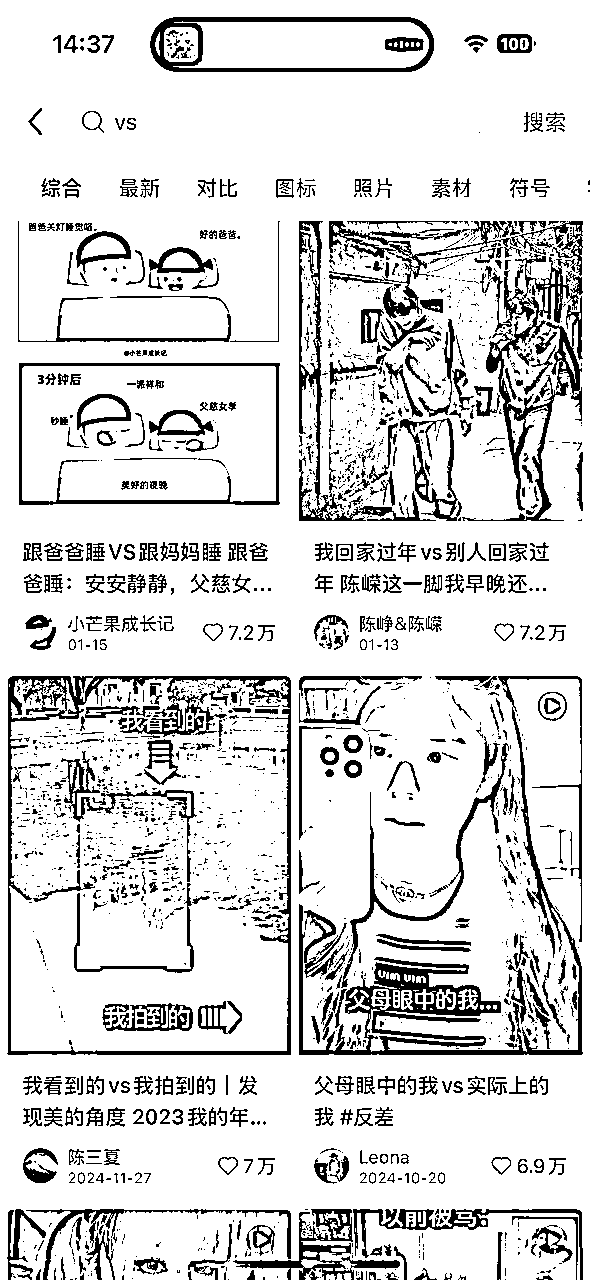 14:37
100
vs
搜索
综合 最新 对比 图标 照片 素材 符号
爸爸关灯睡觉咯。
好的爸爸。
@小芒果成长记
3分钟后
一派祥和
秒睡
父慈女孝
美好的夜晚
跟爸爸睡VS跟妈妈睡 跟爸
爸睡：安安静静，父慈女...
小芒果成长记
01-15
7.2万
我回家过年vs别人回家过
年 陈嵘这一脚我早晚还...
陈峥&陈嵘
01-13
7.2万
我看到的
我拍到的
我看到的vs我拍到的｜发
现美的角度 2023我的年...
陈三夏
2024-11-27
7万
父母眼中的我...
父母眼中的我vs实际上的
我 #反差
Leona
2024-10-20
6.9万
以前被骂: